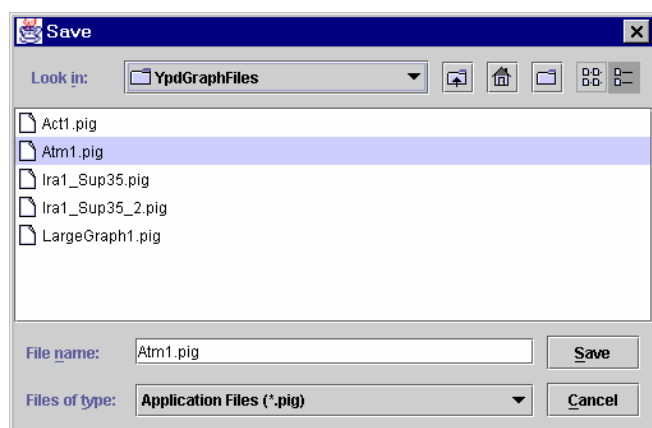 Save
Look in: YpdGraphFiles
Act1.pig
Atm1.pig
Ira1_Sup35.pig
Ira1_Sup35_2.pig
LargeGraph1.pig
File name: Atm1.pig Save
Files of type: Application Files (*.pig) Cancel